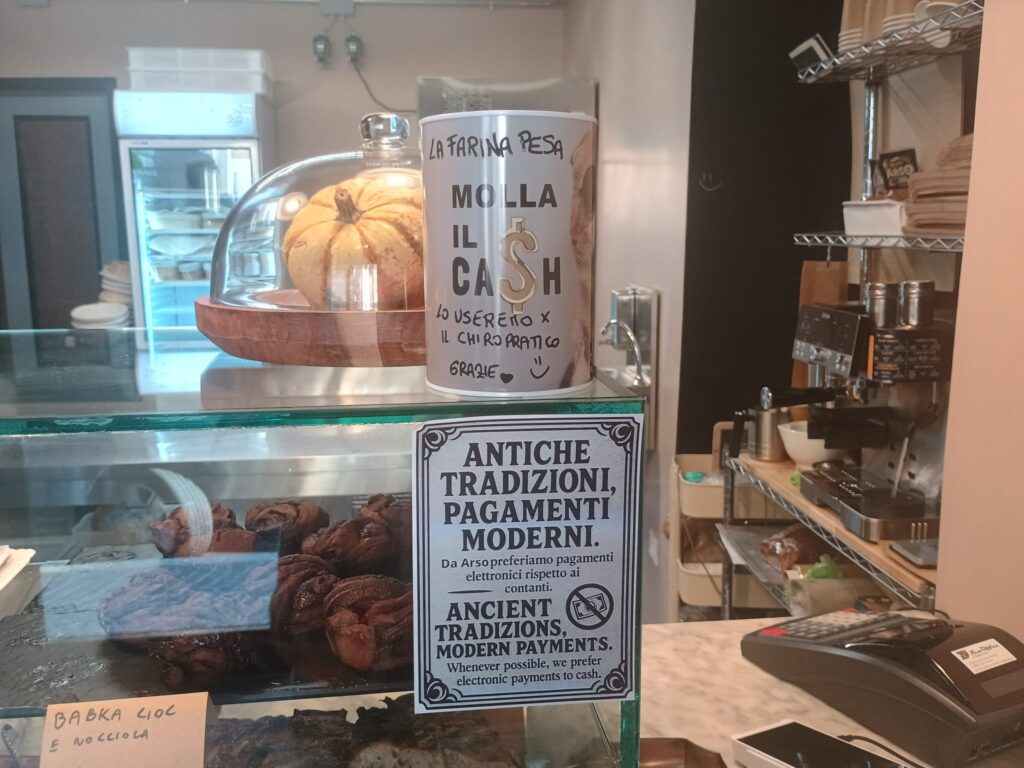 LA FARINA PESA
MOLLA
IL
CA$H
LO USEREMO X
IL CHIROPRATICO
GRAZIE
ANTICHE
TRADIZIONI,
PAGAMENTI
MODERNI.
Da Arso preferiamo pagamenti
elettronici rispetto ai
contanti.
ANCIENT
TRADIZIONS,
MODERN PAYMENTS.
Whenever possible, we prefer
electronic payments to cash.
BABKA CIOC
E NOCCIOLA